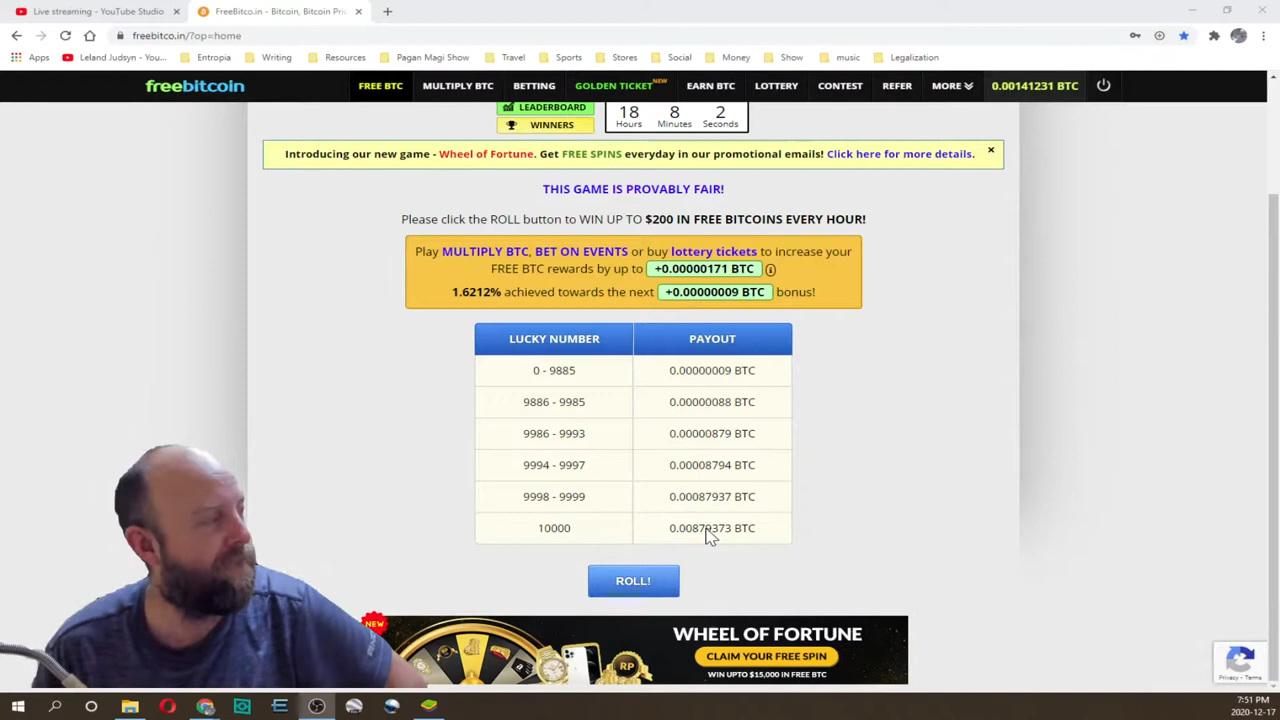 Live streaming - YouTube Studio
FreeBitco.in - Bitcoin, Bitcoin Pri
freebitco.in/?op=home
Apps
Leland Judsyn - You...
Entropia
Writing
Resources
Pagan Magi Show
Travel
Sports
Stores
Social
Money
Show
music
Legalization
freebitcoin
FREE BTC
MULTIPLY BTC
BETTING
GOLDEN TICKET NEW
EARN BTC
LOTTERY
CONTEST
REFER
MORE
0.00141231 BTC
LEADERBOARD
WINNERS
18 8 2
Hours Minutes Seconds
Introducing our new game - Wheel of Fortune. Get FREE SPINS everyday in our promotional emails! Click here for more details.
THIS GAME IS PROVABLY FAIR!
Please click the ROLL button to WIN UP TO $200 IN FREE BITCOINS EVERY HOUR!
Play MULTIPLY BTC, BET ON EVENTS or buy lottery tickets to increase your
FREE BTC rewards by up to +0.00000171 BTC
1.6212% achieved towards the next +0.00000009 BTC bonus!
LUCKY NUMBER PAYOUT
0 - 9885 0.00000009 BTC
9886 - 9985 0.00000088 BTC
9986 - 9993 0.00000879 BTC
9994 - 9997 0.00008794 BTC
9998 - 9999 0.00087937 BTC
10000 0.00879373 BTC
ROLL!
NEW
WHEEL OF FORTUNE
CLAIM YOUR FREE SPIN
WIN UPTO $15,000 IN FREE BTC
RP
Privacy - Terms
7:51 PM
2020-12-17